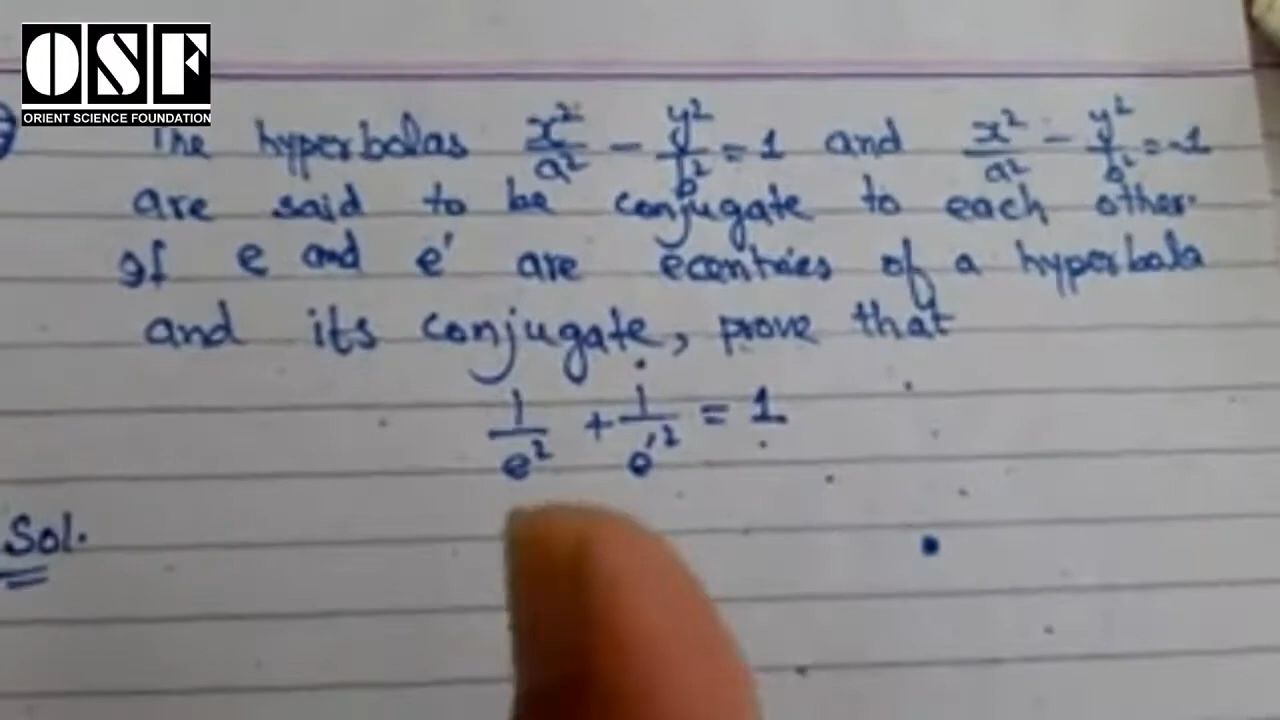 OSF
ORIENT SCIENCE FOUNDATION
The hyperbolas x²/a² - y²/b² = 1 and x²/a² - y²/b² = -1
are said to be conjugate to each other.
If e and e' are ecentries of a hyperbola
and its conjugate, prove that
1/e² + 1/e'² = 1
Sol.